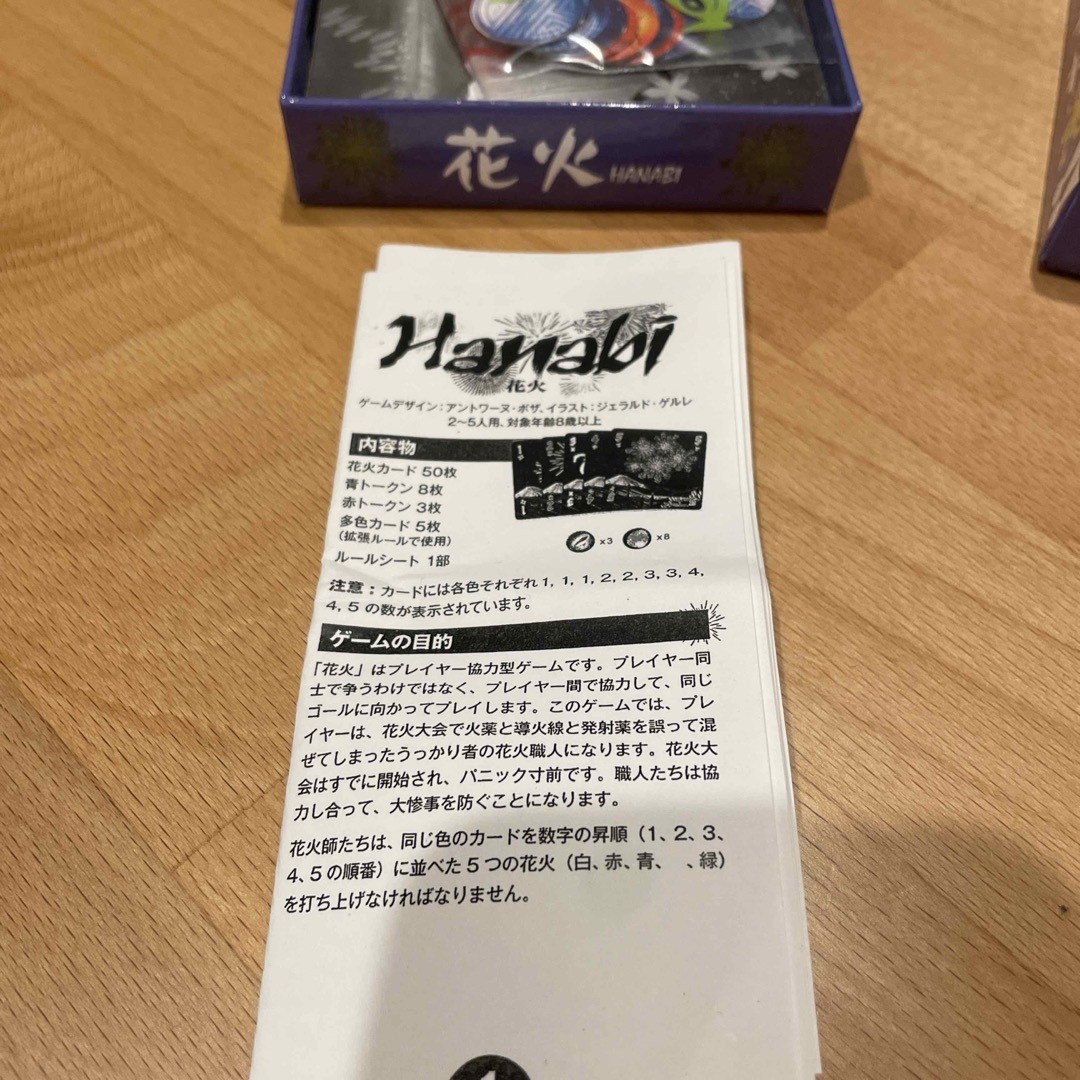 花火 HANABI
Hanabi
花火
ゲームデザイン：アントワーヌ・ボザ、イラスト：ジェラルド・ゲルレ
2～5人用、対象年齢8歳以上
内容物
花火カード 50枚
青トークン 8枚
赤トークン 3枚
多色カード 5枚
（拡張ルールで使用）
ルールシート 1部
x3 x8
注意：カードには各色それぞれ1, 1, 1, 2, 2, 3, 3, 4,
4, 5 の数が表示されています。
ゲームの目的
「花火」はプレイヤー協力型ゲームです。プレイヤー同
士で争うわけではなく、プレイヤー間で協力して、同じ
ゴールに向かってプレイします。このゲームでは、プレ
イヤーは、花火大会で火薬と導火線と発射薬を誤って混
ぜてしまったうっかり者の花火職人になります。花火大
会はすでに開始され、パニック寸前です。職人たちは協
力し合って、大惨事を防ぐことになります。
花火師たちは、同じ色のカードを数字の昇順（1、2、3、
4、5 の順番）に並べた 5 つの花火（白、赤、青、　、緑）
を打ち上げなければなりません。